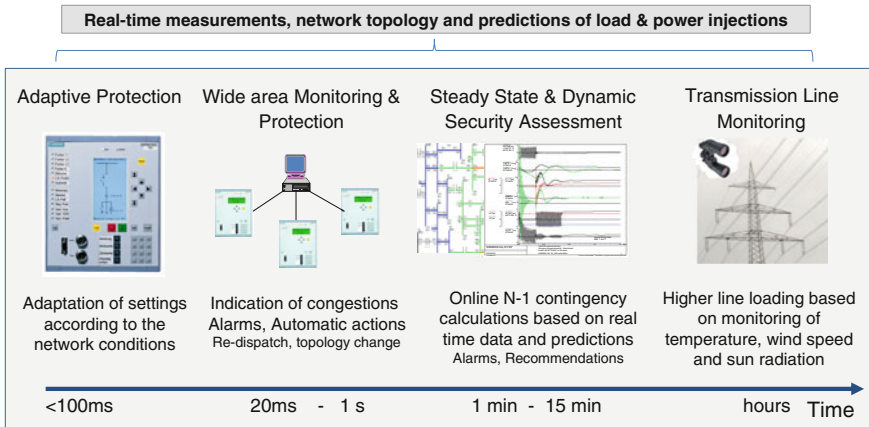 Real-time measurements, network topology and predictions of load & power injections
Adaptive Protection
Wide area Monitoring &
Protection
Steady State & Dynamic
Security Assessment
Transmission Line
Monitoring
Adaptation of settings
according to the
network conditions
Indication of congestions
Alarms, Automatic actions
Re-dispatch, topology change
Online N-1 contingency
calculations based on real
time data and predictions
Alarms, Recommendations
Higher line loading based
on monitoring of
temperature, wind speed
and sun radiation
<100ms
20ms - 1 s
1 min - 15 min
hours
Time